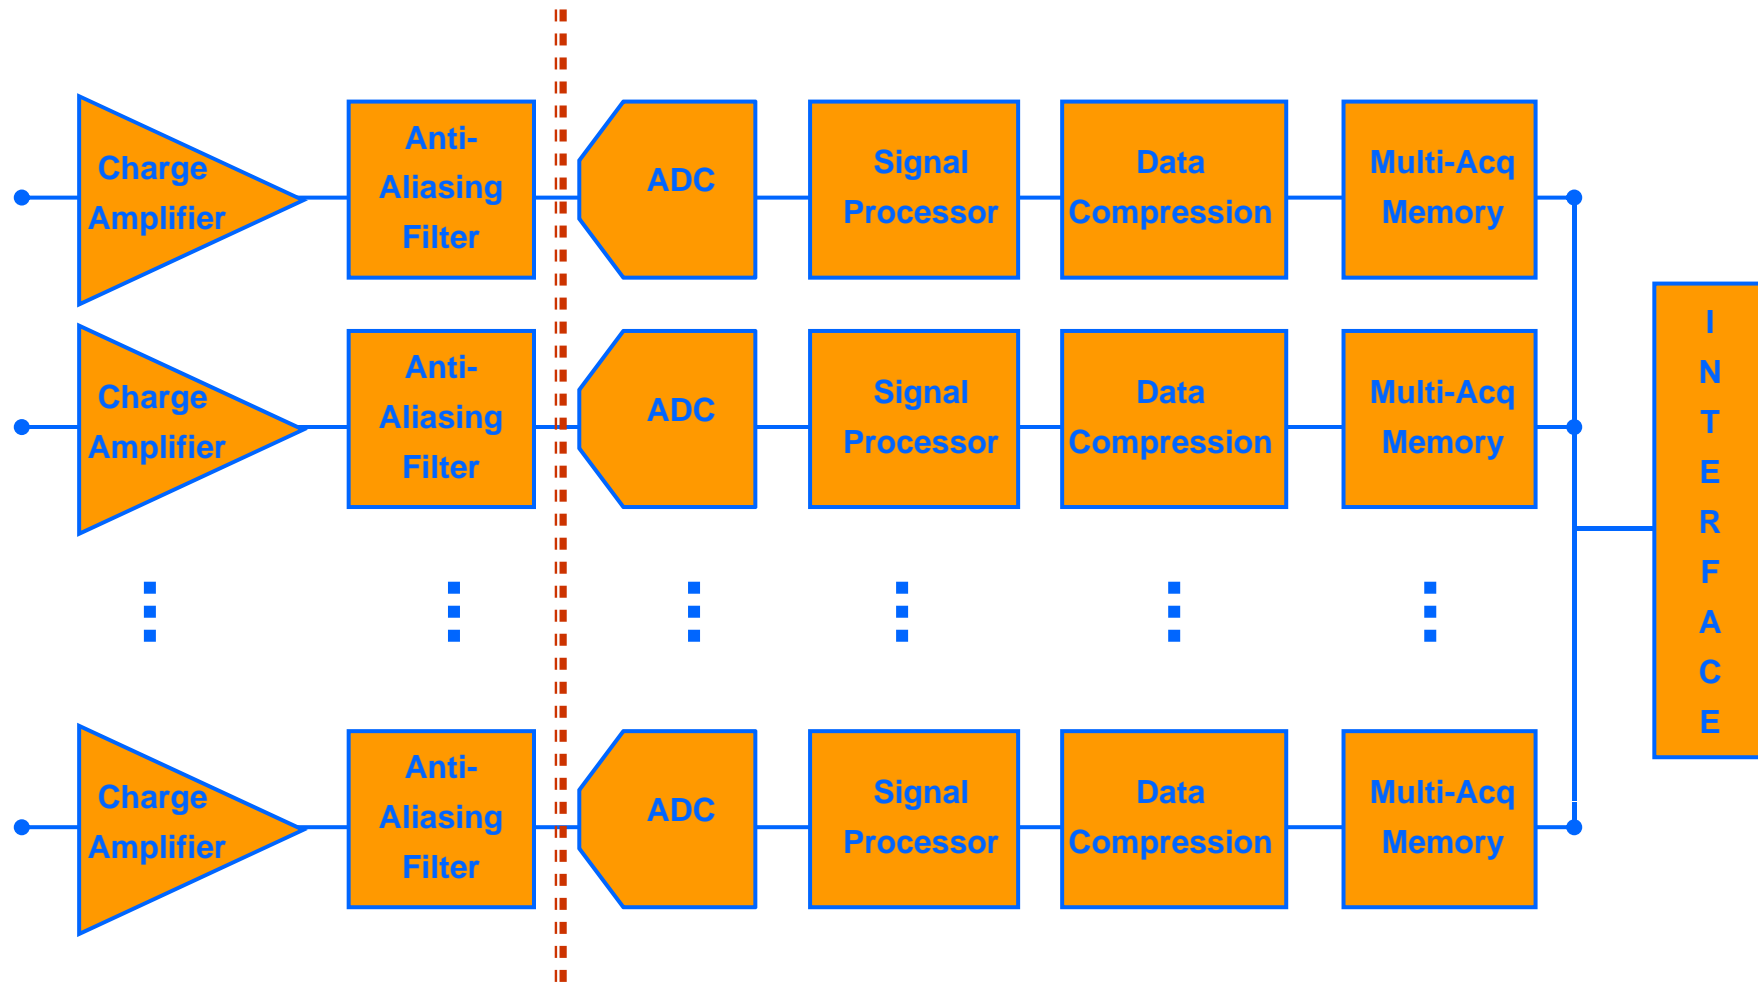 Charge
Amplifier
Anti-
Aliasing
Filter
ADC
Signal
Processor
Data
Compression
Multi-Acq
Memory
Charge
Amplifier
Anti-
Aliasing
Filter
ADC
Signal
Processor
Data
Compression
Multi-Acq
Memory
Charge
Amplifier
Anti-
Aliasing
Filter
ADC
Signal
Processor
Data
Compression
Multi-Acq
Memory
I
N
T
E
R
F
A
C
E